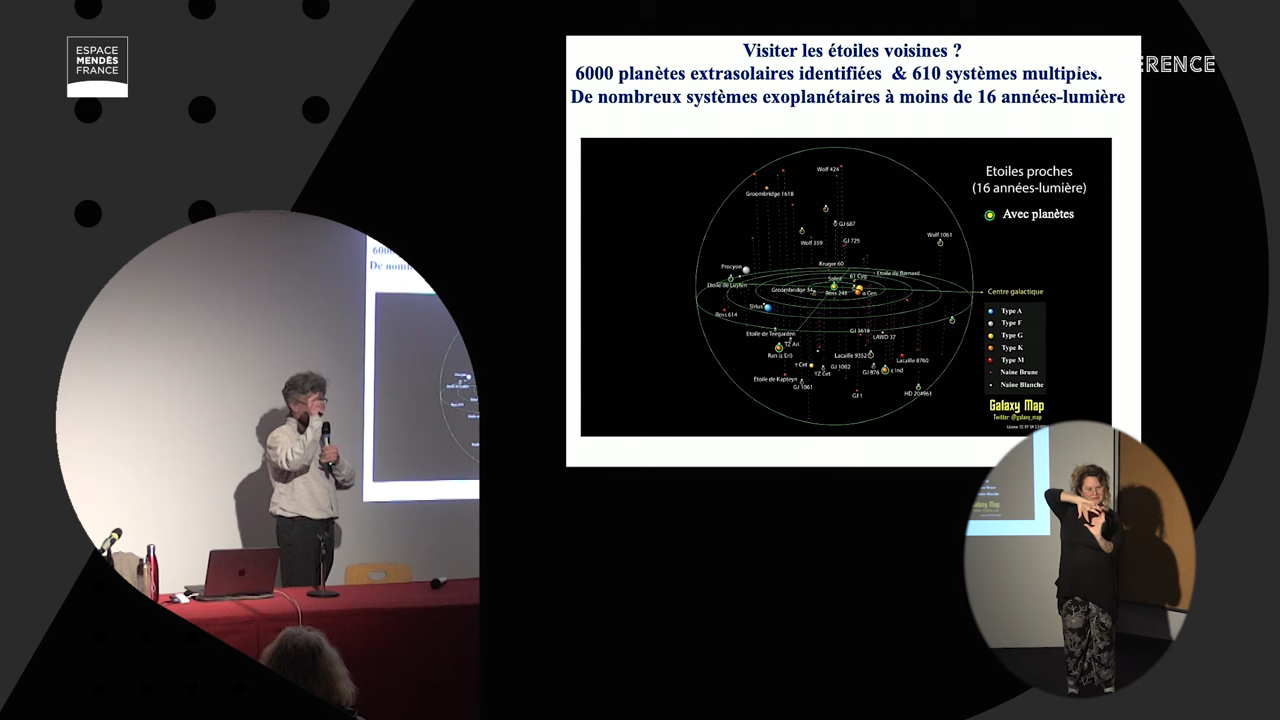 ESPACE
MENDÈS
FRANCE
Visiter les étoiles voisines ?
6000 planètes extrasolaires identifiées & 610 systèmes multiples.
De nombreux systèmes exoplanétaires à moins de 16 années-lumière
ÉRENCE
Etoiles proches
(16 années-lumière)
Avec planètes
Wolf 424
Groombridge 1618
GJ 687
Wolf 359
GJ 725
Wolf 1061
Kruger 60
Procyon
Etoile de Barnard
Soleil
61 Cyg
Etoile de Luyten
Groombridge 34
Ross 248
α Cen
Centre galactique
Sirius
Ross 614
Etoile de Teegarden
TZ Ari
GJ 3618
LAWD 37
Ran (ε Eri)
Lacaille 9352
Lacaille 8760
τ Cet
YZ Cet
GJ 1002
GJ 876
ε Ind
Etoile de Kapteyn
GJ 1061
GJ 1
HD 204961
Type A
Type F
Type G
Type K
Type M
Naine Brune
Naine Blanche
Galaxy Map
Twitter: @galaxy_map